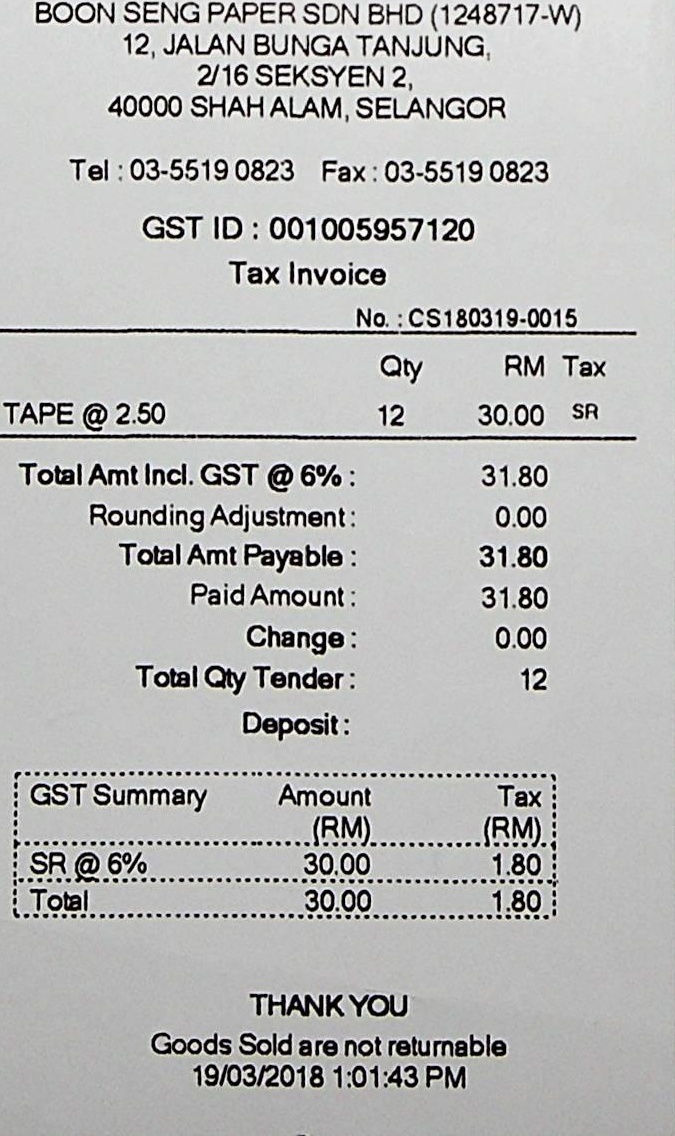 BOON SENG PAPER SDN BHD (1248717-W)
12, JALAN BUNGA TANJUNG,
2/16 SEKSYEN 2,
40000 SHAH ALAM, SELANGOR
Tel : 03-5519 0823 Fax : 03-5519 0823
GST ID : 001005957120
Tax Invoice
No. : CS180319-0015
Qty RM Tax
TAPE @ 2.50 12 30.00 SR
Total Amt Incl. GST @ 6% : 31.80
Rounding Adjustment : 0.00
Total Amt Payable : 31.80
Paid Amount : 31.80
Change : 0.00
Total Qty Tender : 12
Deposit :
GST Summary Amount Tax
(RM) (RM)
SR @ 6% 30.00 1.80
Total 30.00 1.80
THANK YOU
Goods Sold are not returnable
19/03/2018 1:01:43 PM